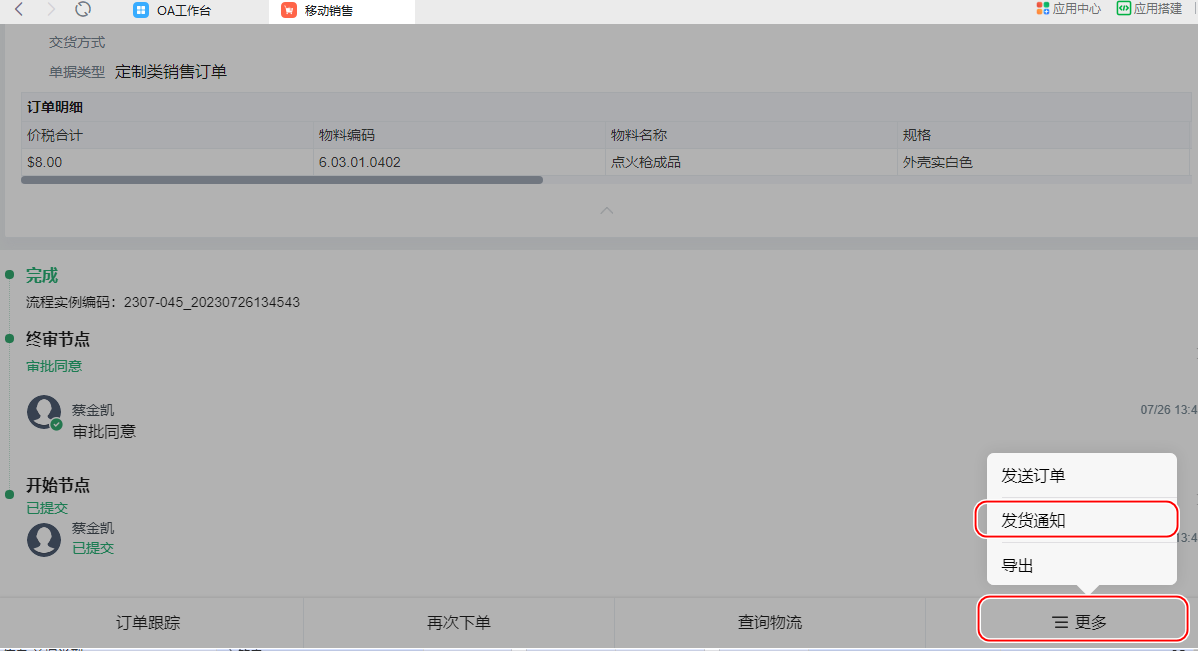 OA工作台
移动销售
应用中心
应用搭建
交货方式
单据类型 定制类销售订单
订单明细
价税合计 物料编码 物料名称 规格
$8.00 6.03.01.0402 点火枪成品 外壳实白色
完成
流程实例编码：2307-045_20230726134543
终审节点
审批同意
蔡金凯
07/26 13:4
审批同意
开始节点
已提交
蔡金凯
13:4
已提交
发送订单
发货通知
导出
订单跟踪 再次下单 查询物流 更多